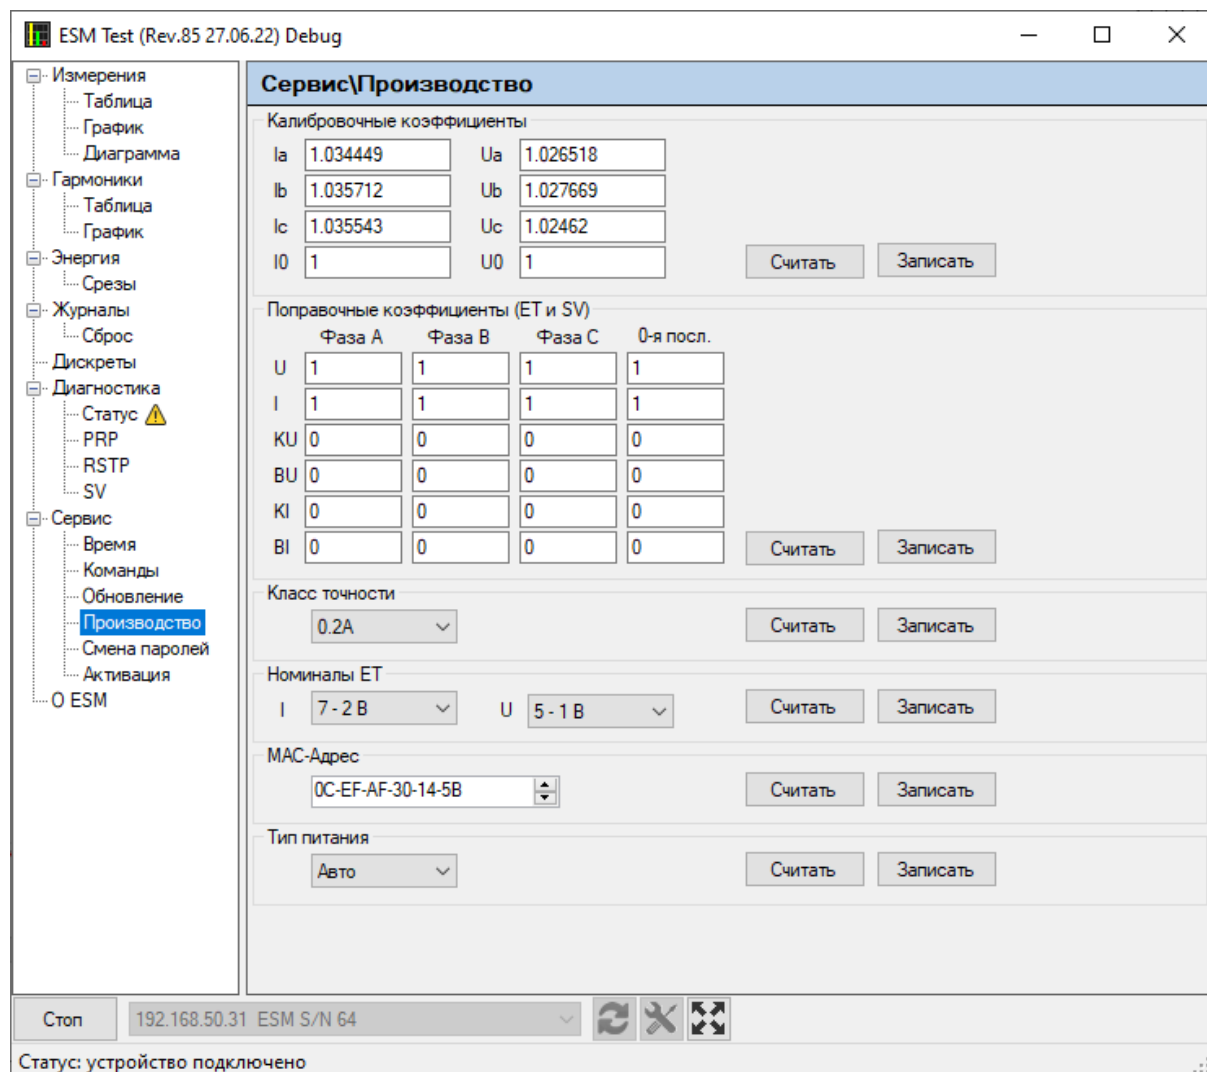 ESM Test (Rev.85 27.06.22) Debug
Измерения
Таблица
График
Диаграмма
Гармоники
Таблица
График
Энергия
Срезы
Журналы
Сброс
Дискреты
Диагностика
Статус
PRP
RSTP
SV
Сервис
Время
Команды
Обновление
Производство
Смена паролей
Активация
О ESM
Сервис\Производство
Калибровочные коэффициенты
Ia 1.034449 Ua 1.026518
Ib 1.035712 Ub 1.027669
Ic 1.035543 Uc 1.02462
I0 1 U0 1 Считать Записать
Поправочные коэффициенты (ET и SV)
Фаза A Фаза B Фаза C 0-я посл.
U 1 1 1 1
I 1 1 1 1
KU 0 0 0 0
BU 0 0 0 0
KI 0 0 0 0
BI 0 0 0 0 Считать Записать
Класс точности
0.2A Считать Записать
Номиналы ET
I 7 - 2 В U 5 - 1 В Считать Записать
MAC-Адрес
0C-EF-AF-30-14-5B Считать Записать
Тип питания
Авто Считать Записать
Стоп 192.168.50.31 ESM S/N 64
Статус: устройство подключено